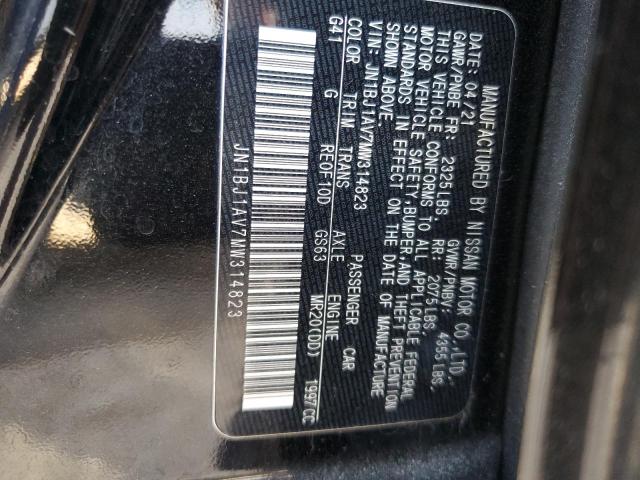 MANUFACTURED BY NISSAN MOTOR CO.,LTD.
DATE: 04/21 GVWR/PNBV: 4355LBS.
GAWR/PNBE FR: 2325LBS. RR: 2075LBS.
THIS VEHICLE CONFORMS TO ALL APPLICABLE FEDERAL
MOTOR VEHICLE SAFETY,BUMPER,AND THEFT PREVENTION
STANDARDS IN EFFECT ON THE DATE OF MANUFACTURE
SHOWN ABOVE
VIN:JN1BJ1AV7MW314823 PASSENGER CAR
COLOR TRIM TRANS AXLE ENGINE
G41 G RE0F10D GS63 MR20(DD) 1997CC
JN1BJ1AV7MW314823